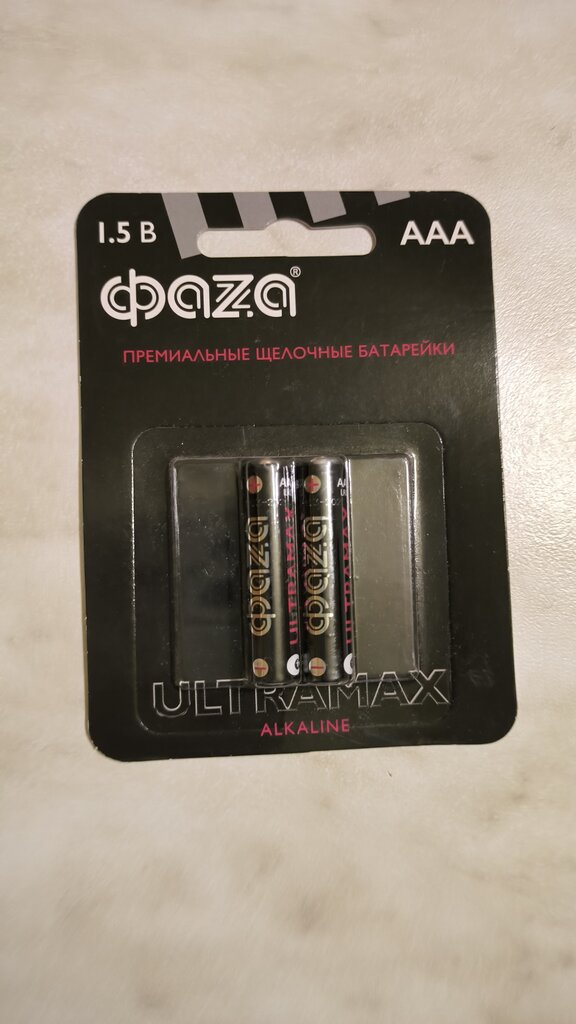 1.5 В
AAA
фаzа®
ПРЕМИАЛЬНЫЕ ЩЕЛОЧНЫЕ БАТАРЕЙКИ
фаzа
ULTRAMAX
фаzа
ULTRAMAX
ULTRAMAX
ALKALINE